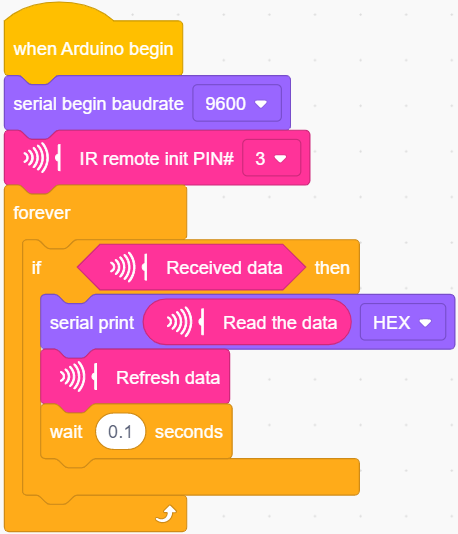 when Arduino begin
serial begin baudrate 9600
IR remote init PIN# 3
forever
if Received data then
serial print Read the data HEX
Refresh data
wait 0.1 seconds